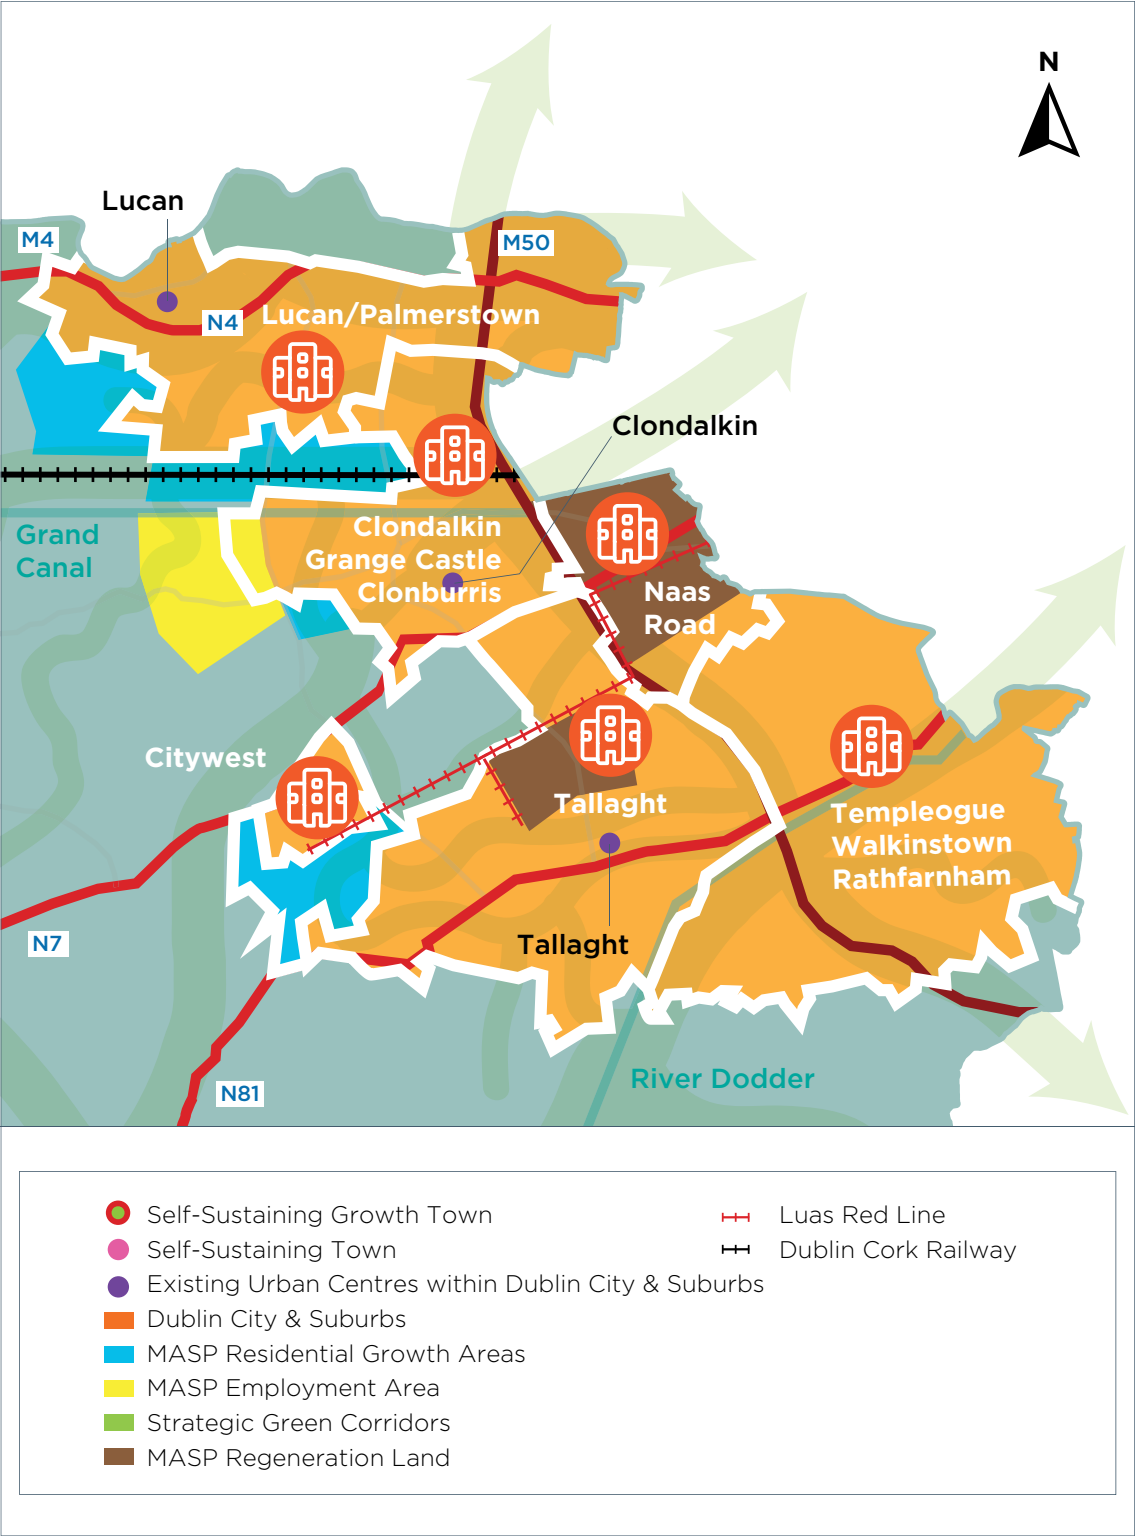 N
Lucan
M4
M50
N4
Lucan/Palmerstown
Clondalkin
Grand
Canal
Clondalkin
Grange Castle
Clonburris
Naas
Road
Citywest
Tallaght
Templeogue
Walkinstown
Rathfarnham
N7
Tallaght
River Dodder
N81
Self-Sustaining Growth Town
Self-Sustaining Town
Existing Urban Centres within Dublin City & Suburbs
Dublin City & Suburbs
MASP Residential Growth Areas
MASP Employment Area
Strategic Green Corridors
MASP Regeneration Land
Luas Red Line
Dublin Cork Railway